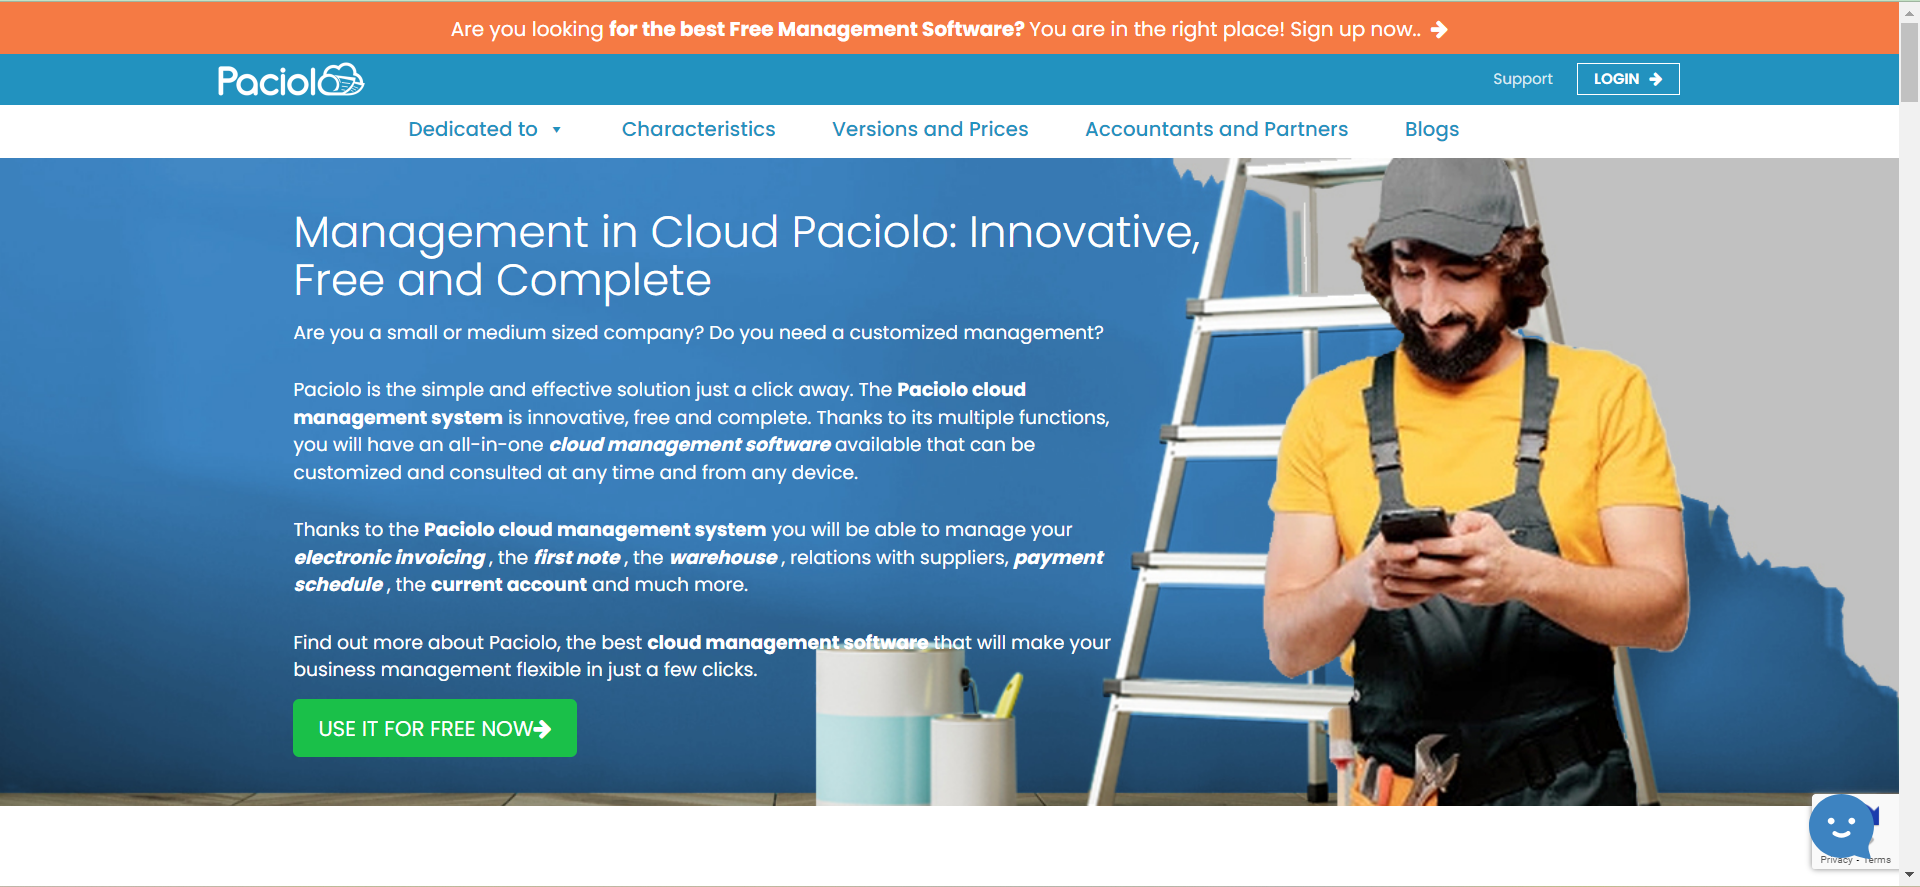 Are you looking for the best Free Management Software? You are in the right place! Sign up now..
Paciolo
Support
LOGIN
Dedicated to
Characteristics
Versions and Prices
Accountants and Partners
Blogs
Management in Cloud Paciolo: Innovative,
Free and Complete
Are you a small or medium sized company? Do you need a customized management?
Paciolo is the simple and effective solution just a click away. The Paciolo cloud
management system is innovative, free and complete. Thanks to its multiple functions,
you will have an all-in-one cloud management software available that can be
customized and consulted at any time and from any device.
Thanks to the Paciolo cloud management system you will be able to manage your
electronic invoicing , the first note , the warehouse , relations with suppliers, payment
schedule , the current account and much more.
Find out more about Paciolo, the best cloud management software that will make your
business management flexible in just a few clicks.
USE IT FOR FREE NOW
Privacy - Terms